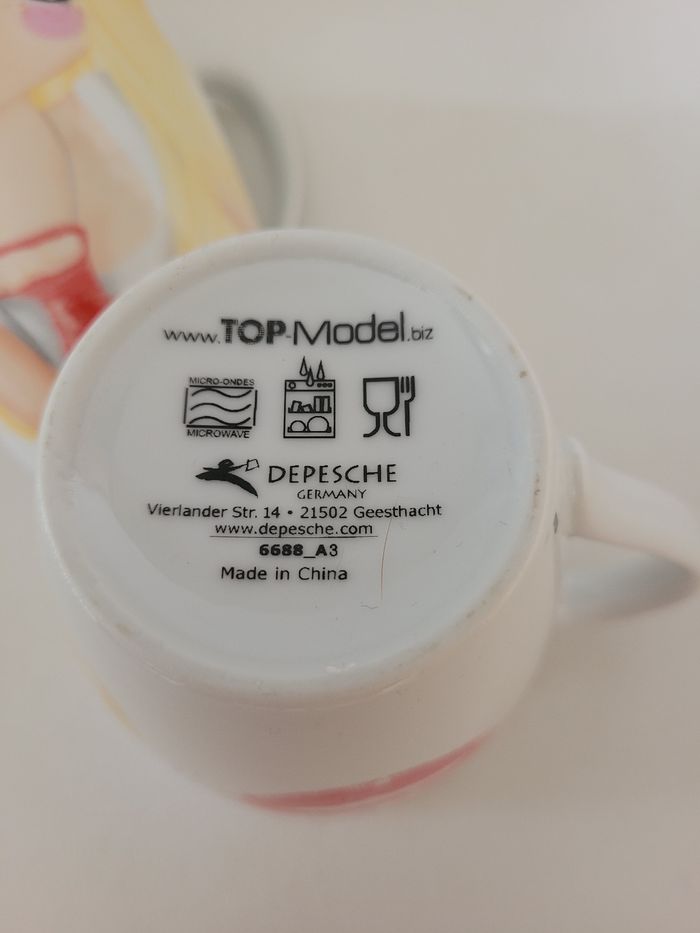 www.TOP-Model.biz
MICRO-ONDES
MICROWAVE
DEPESCHE
GERMANY
Vierlander Str. 14 • 21502 Geesthacht
www.depesche.com
6688_A3
Made in China